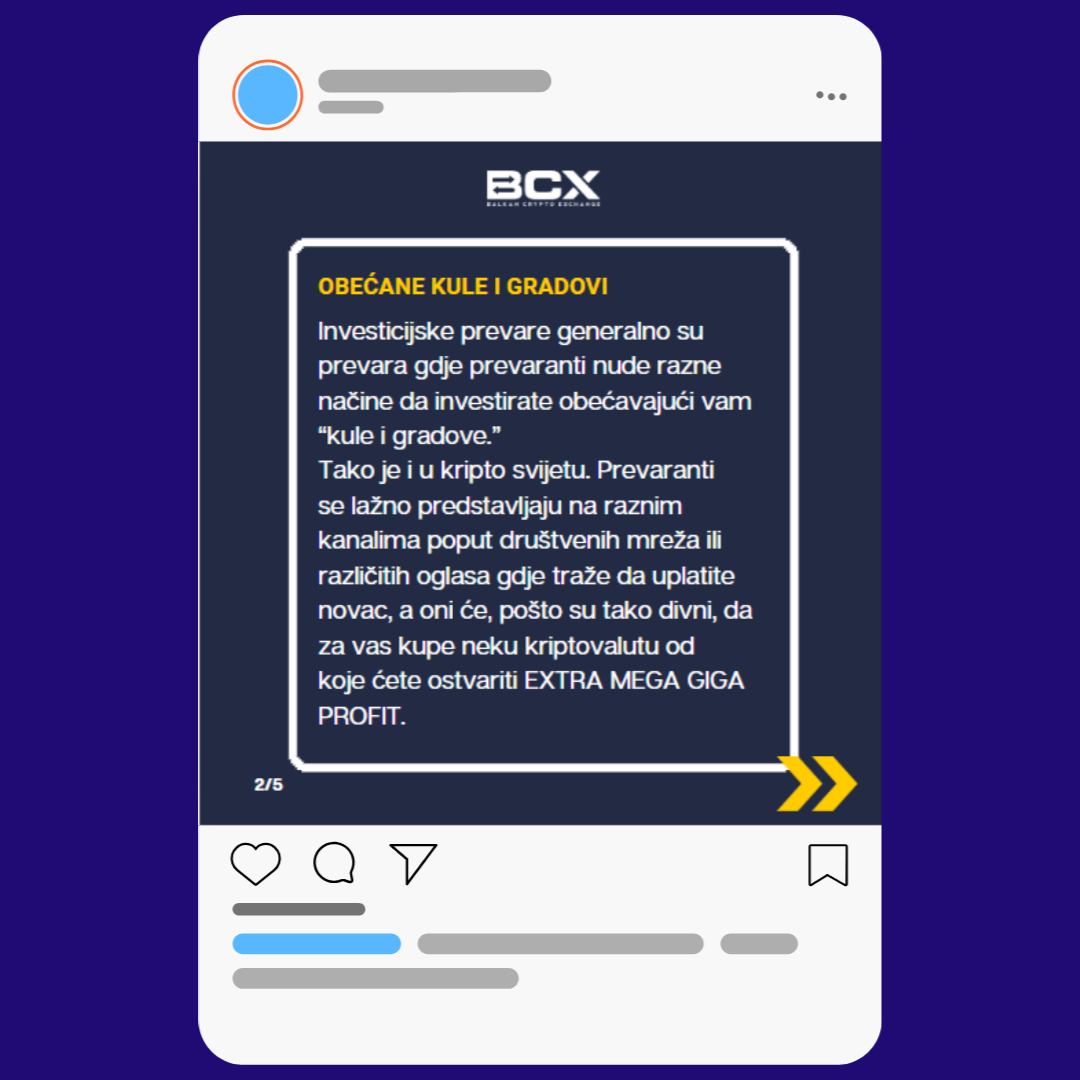 BCX
BALKAN CRYPTO EXCHANGE
OBEĆANE KULE I GRADOVI
Investicijske prevare generalno su
prevara gdje prevaranti nude razne
načine da investirate obećavajući vam
“kule i gradove.”
Tako je i u kripto svijetu. Prevaranti
se lažno predstavljaju na raznim
kanalima poput društvenih mreža ili
različitih oglasa gdje traže da uplatite
novac, a oni će, pošto su tako divni, da
za vas kupe neku kriptovalutu od
koje ćete ostvariti EXTRA MEGA GIGA
PROFIT.
2/5